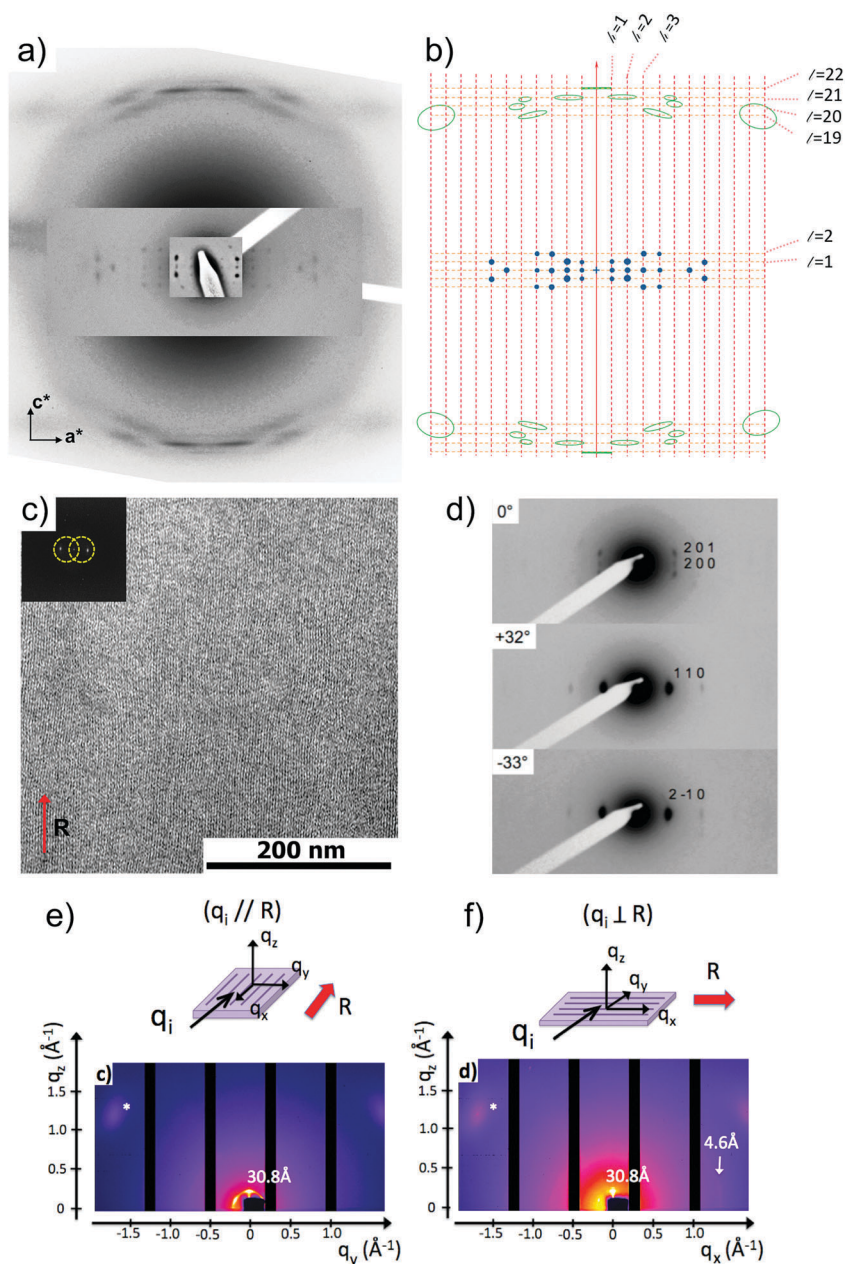 a)
c*
a*
b)
h=1
h=2
h=3
l=22
l=21
l=20
l=19
l=2
l=1
c)
R
200 nm
d)
0°
2 0 1
2 0 0
+32°
1 1 0
-33°
2 -1 0
e)
(qi // R)
qz
qy
qx
qi
R
qz (Å-1)
1.5
1.0
0.5
0
c)
*
30.8Å
-1.5
-1.0
-0.5
0
0.5
1.0
qy (Å-1)
f)
(qi ⊥ R)
qz
qy
qx
qi
R
qz (Å-1)
1.5
1.0
0.5
0
d)
*
30.8Å
4.6Å
-1.5
-1.0
-0.5
0
0.5
1.0
qx (Å-1)